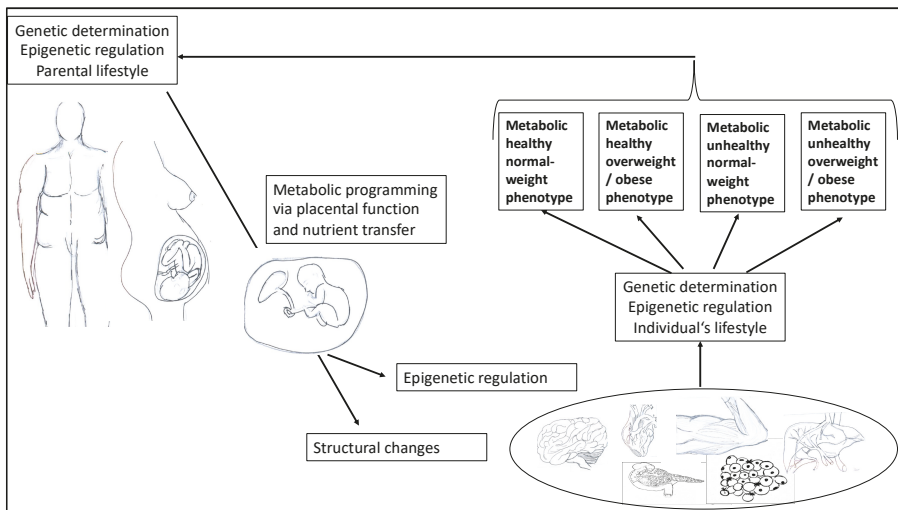 Genetic determination
Epigenetic regulation
Parental lifestyle
Metabolic programming
via placental function
and nutrient transfer
Epigenetic regulation
Structural changes
Metabolic
healthy
normal-
weight
phenotype
Metabolic
healthy
overweight
/ obese
phenotype
Metabolic
unhealthy
normal-
weight
phenotype
Metabolic
unhealthy
overweight
/ obese
phenotype
Genetic determination
Epigenetic regulation
Individual‘s lifestyle